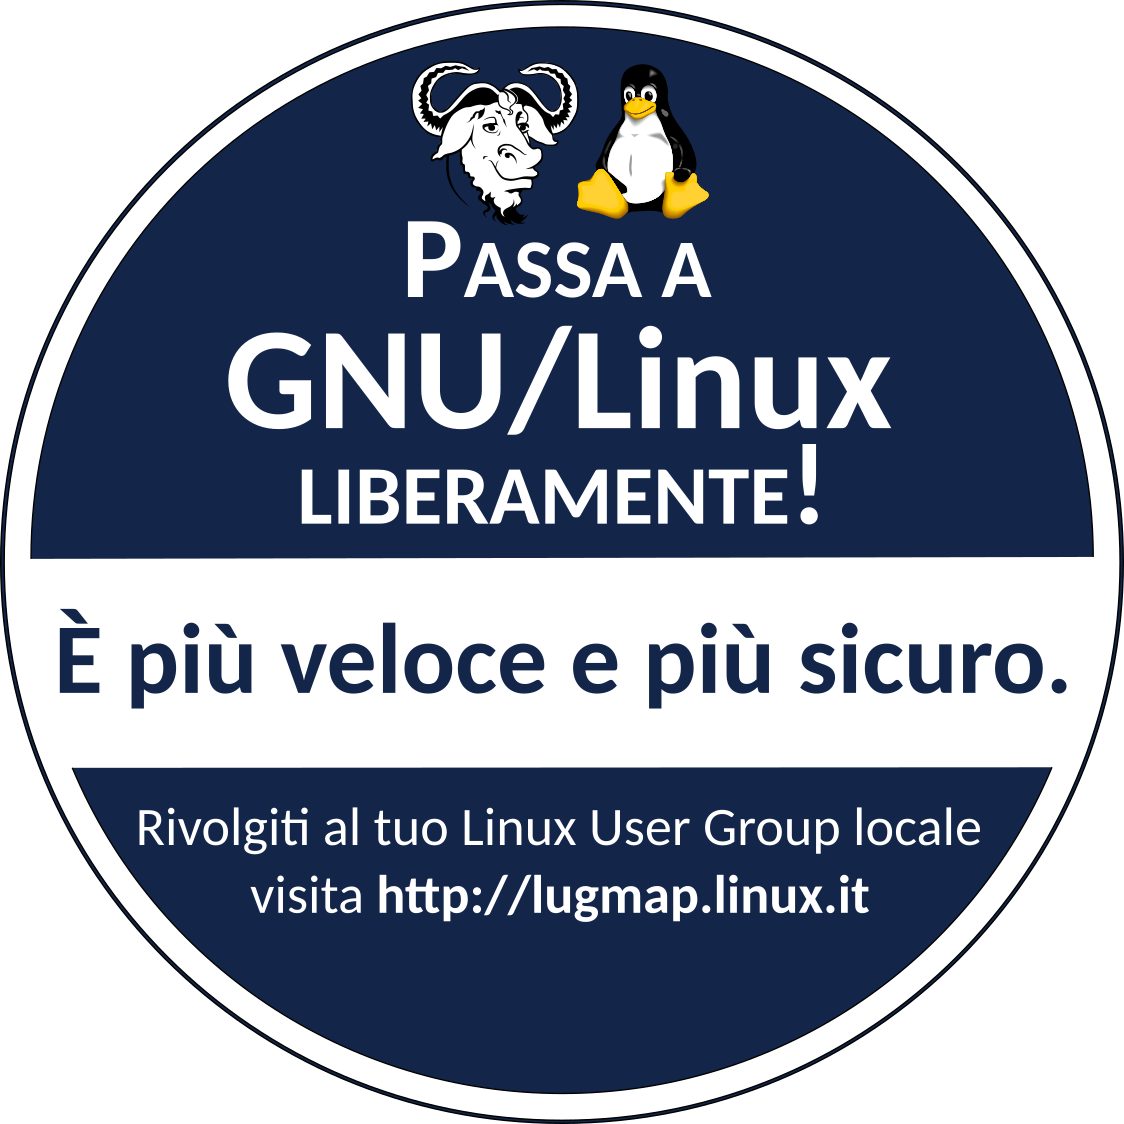 Passa a
GNU/Linux
liberamente!
È più veloce e più sicuro.
Rivolgiti al tuo Linux User Group locale
visita http://lugmap.linux.it